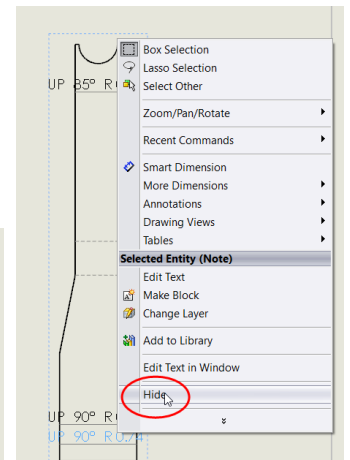 Box Selection
Lasso Selection
UP 85° R
Select Other
Zoom/Pan/Rotate
Recent Commands
Smart Dimension
More Dimensions
Annotations
Drawing Views
Tables
Selected Entity (Note)
Edit Text
Make Block
Change Layer
Add to Library
Edit Text in Window
Hide
UP 90° R
UP 90° R 0.74